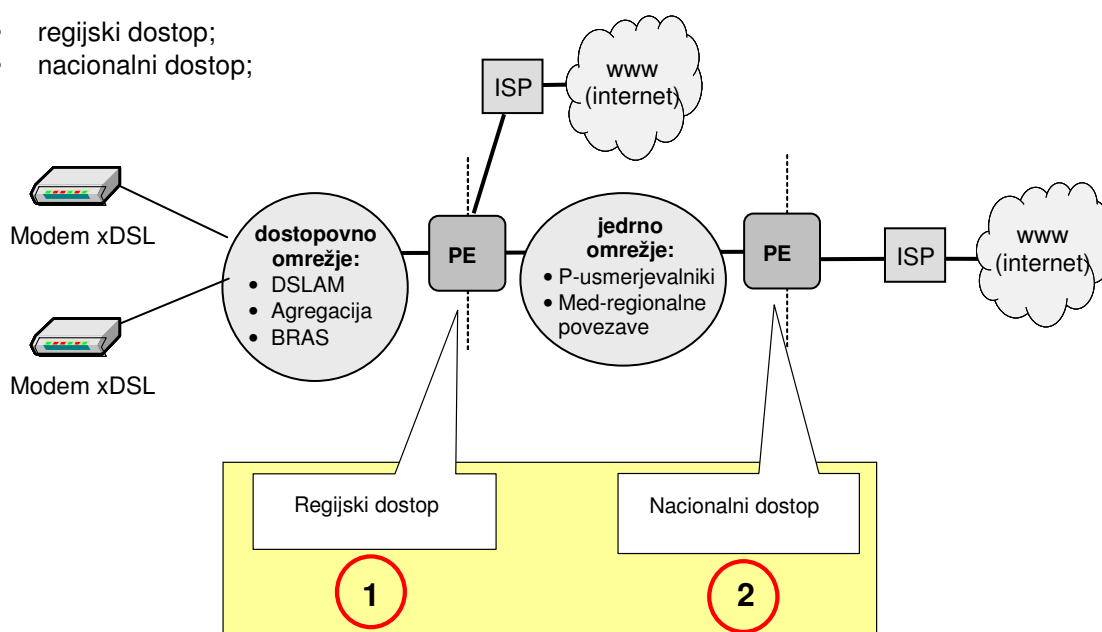 • regijski dostop;
• nacionalni dostop;
ISP
www
(internet)
Modem xDSL
dostopovno
omrežje:
• DSLAM
• Agregacija
• BRAS
PE
jedrno
omrežje:
• P-usmerjevalniki
• Med-regionalne
povezave
PE
ISP
www
(internet)
Modem xDSL
Regijski dostop
Nacionalni dostop
1
2